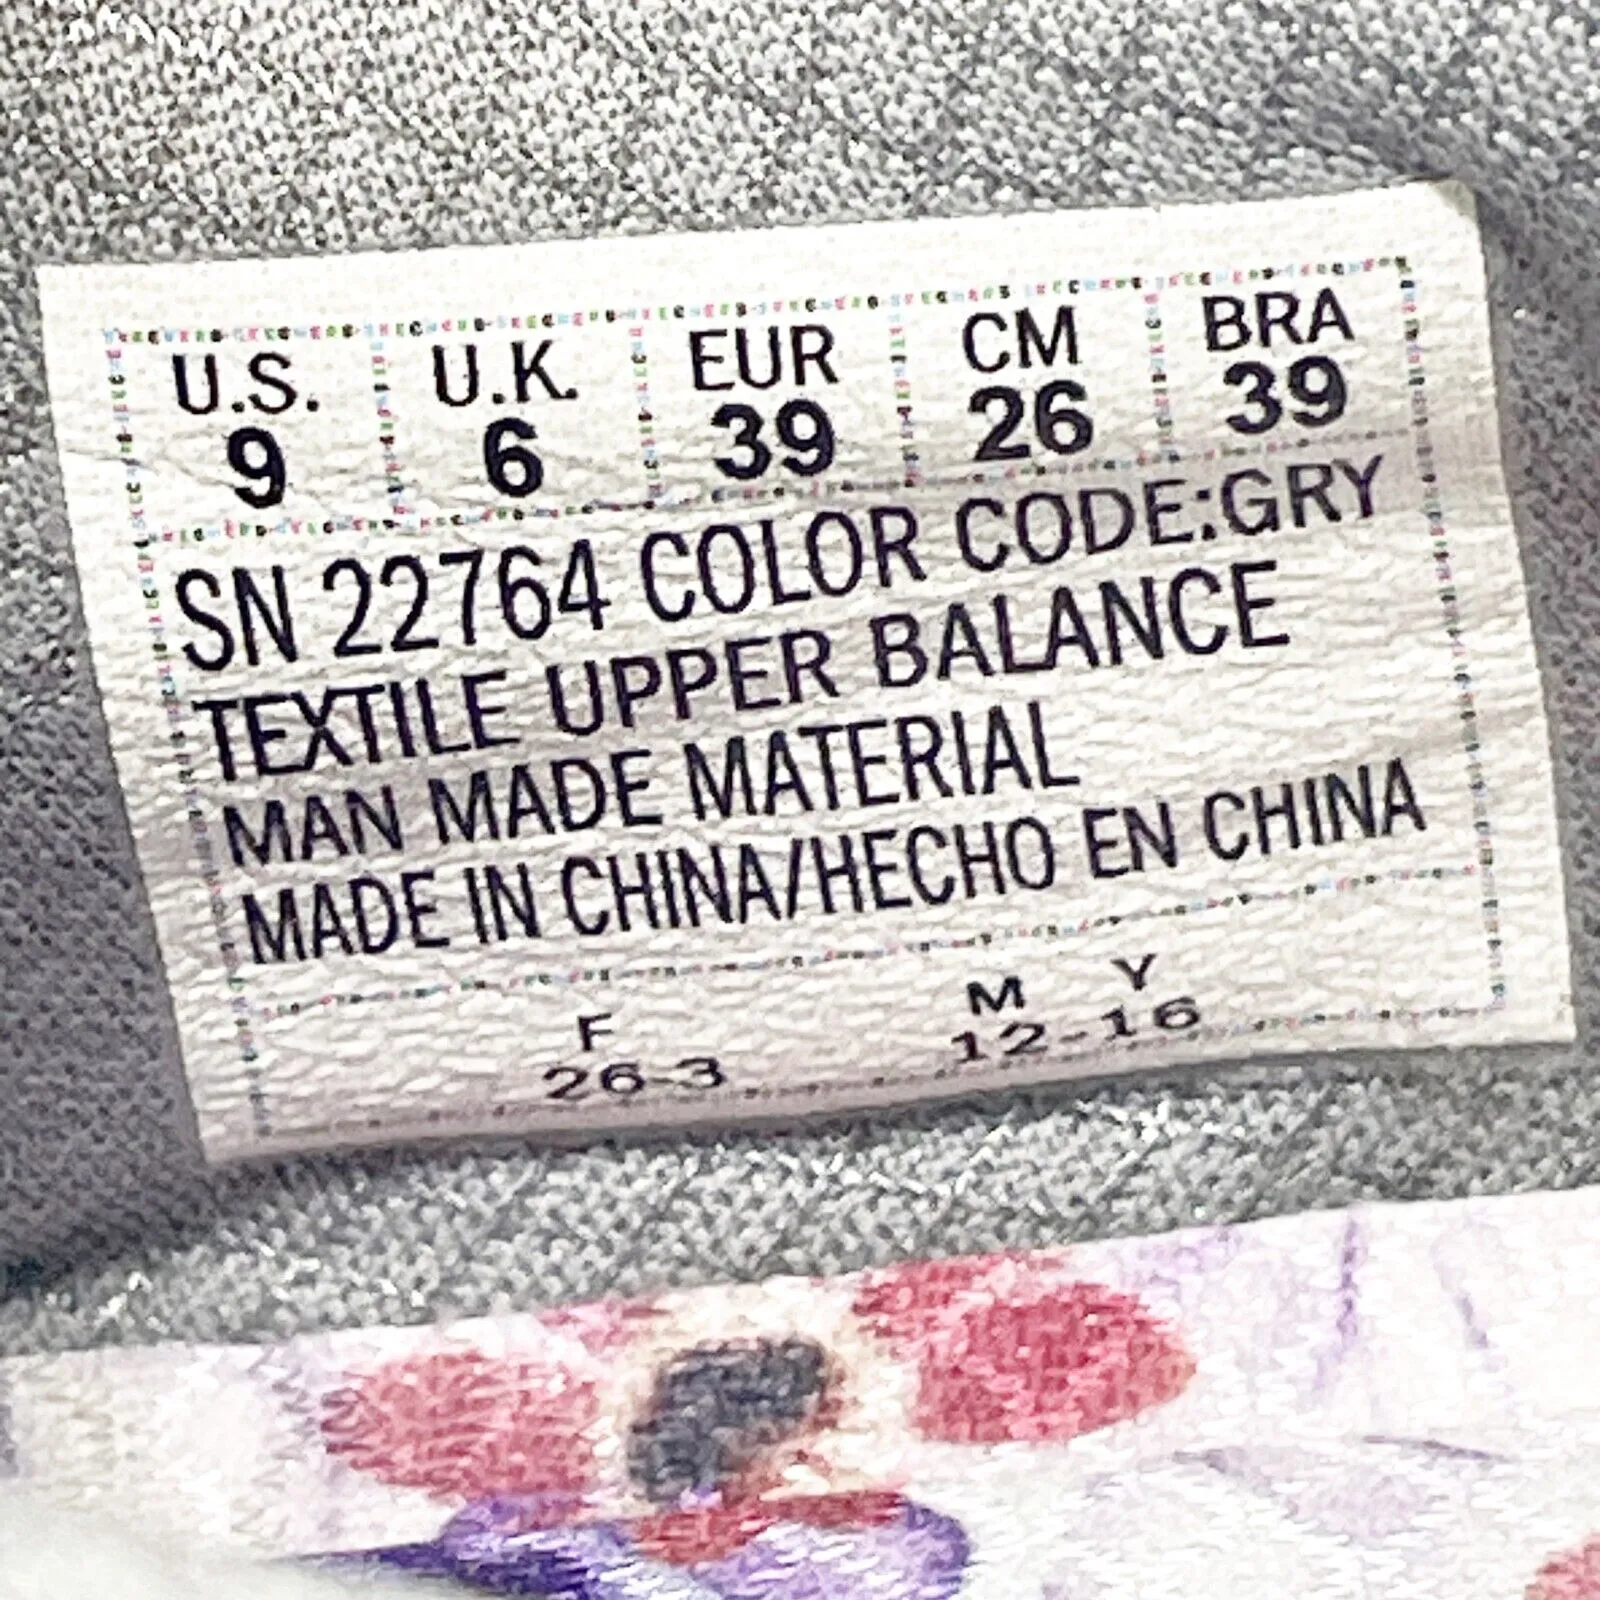 U.S. U.K. EUR CM BRA
9 6 39 26 39
SN 22764 COLOR CODE:GRY
TEXTILE UPPER BALANCE
MAN MADE MATERIAL
MADE IN CHINA/HECHO EN CHINA
F M Y
26-3 12-16